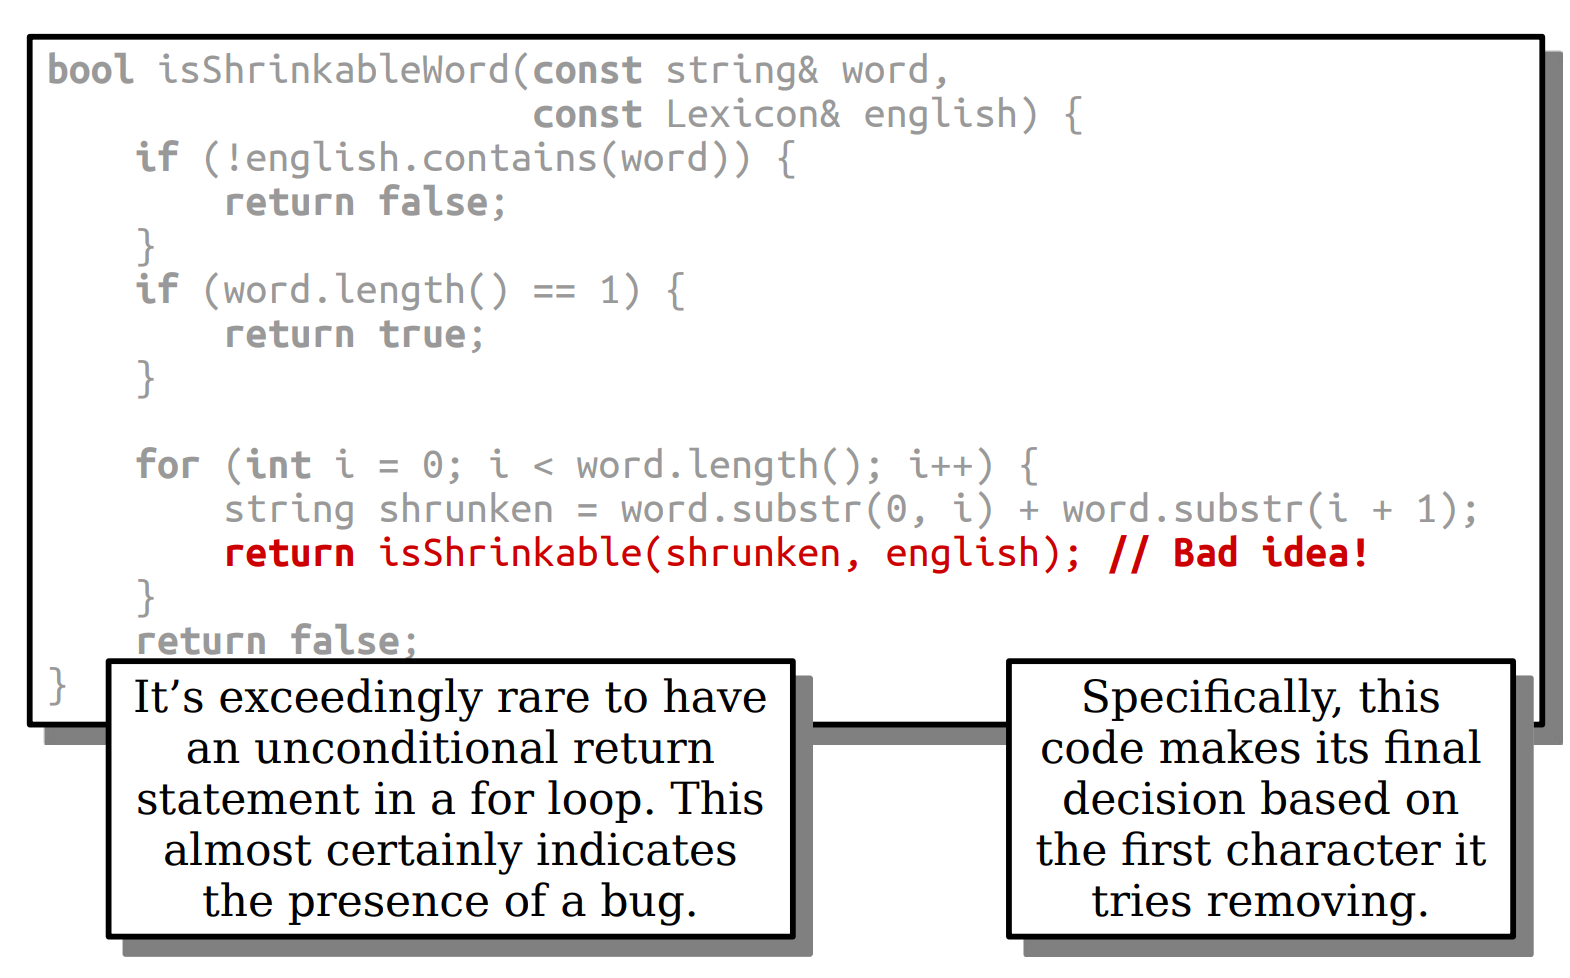 bool isShrinkableWord(const string& word,
                      const Lexicon& english) {
    if (!english.contains(word)) {
        return false;
    }
    if (word.length() == 1) {
        return true;
    }

    for (int i = 0; i < word.length(); i++) {
        string shrunken = word.substr(0, i) + word.substr(i + 1);
        return isShrinkable(shrunken, english); // Bad idea!
    }
    return false;
}
It’s exceedingly rare to have
an unconditional return
statement in a for loop. This
almost certainly indicates
the presence of a bug.
Specifically, this
code makes its final
decision based on
the first character it
tries removing.